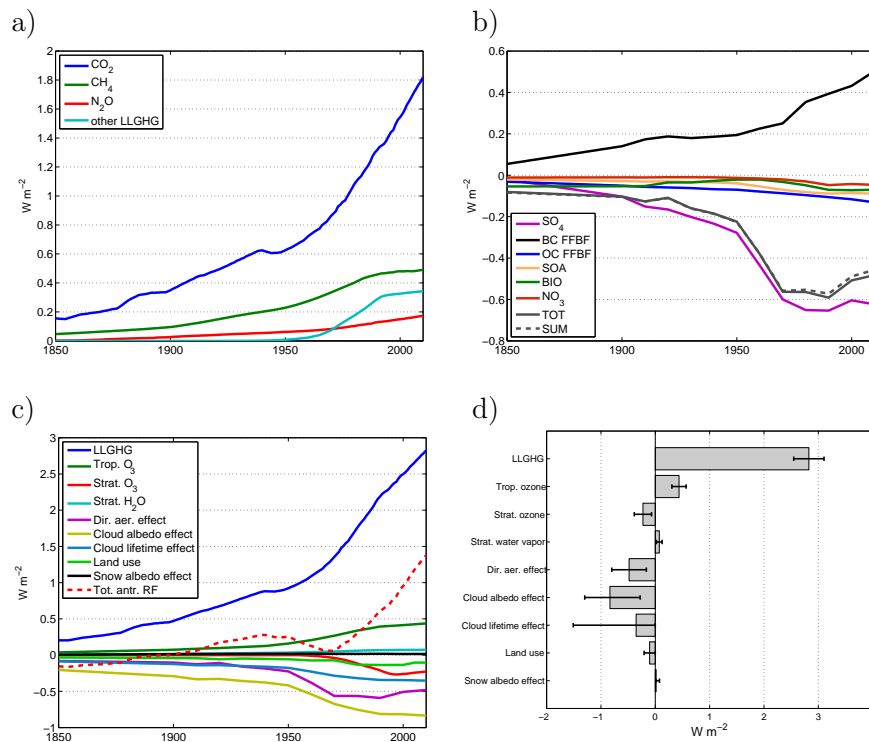 a)
2
1.8
1.6
1.4
1.2
1
0.8
0.6
0.4
0.2
0
W m⁻²
CO₂
CH₄
N₂O
other LLGHG
1850
1900
1950
2000
b)
0.6
0.4
0.2
0
−0.2
−0.4
−0.6
−0.8
W m⁻²
SO₄
BC FFBF
OC FFBF
SOA
BIO
NO₃
TOT
SUM
1850
1900
1950
2000
c)
3
2.5
2
1.5
1
0.5
0
−0.5
−1
W m⁻²
LLGHG
Trop. O₃
Strat. O₃
Strat. H₂O
Dir. aer. effect
Cloud albedo effect
Cloud lifetime effect
Land use
Snow albedo effect
Tot. antr. RF
1850
1900
1950
2000
d)
LLGHG
Trop. ozone
Strat. ozone
Strat. water vapor
Dir. aer. effect
Cloud albedo effect
Cloud lifetime effect
Land use
Snow albedo effect
−2
−1
0
1
2
3
W m⁻²